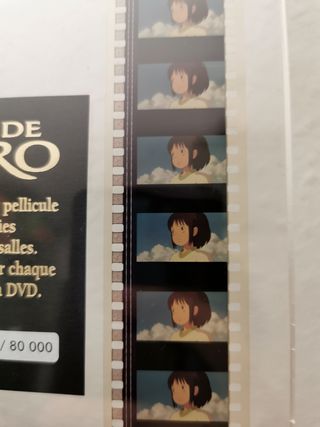 DE
RO
pellicule
ies
salles.
r chaque
DVD.
/ 80 000